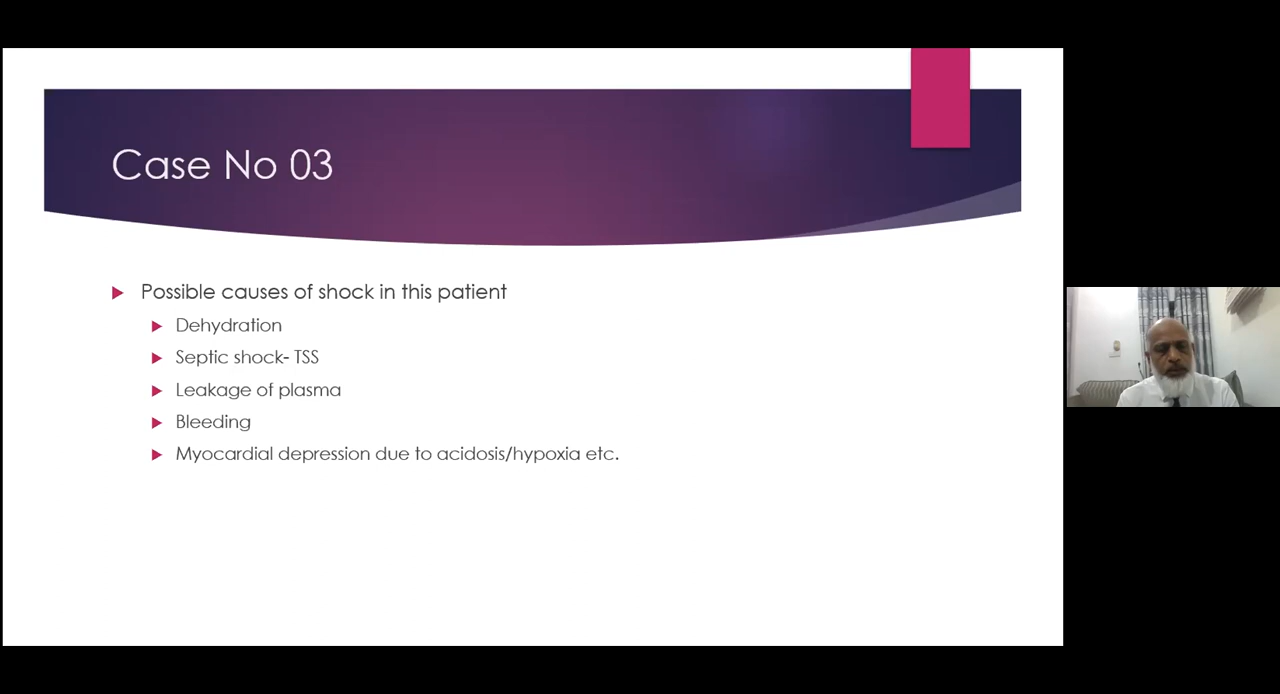 Case No 03
Possible causes of shock in this patient
Dehydration
Septic shock- TSS
Leakage of plasma
Bleeding
Myocardial depression due to acidosis/hypoxia etc.